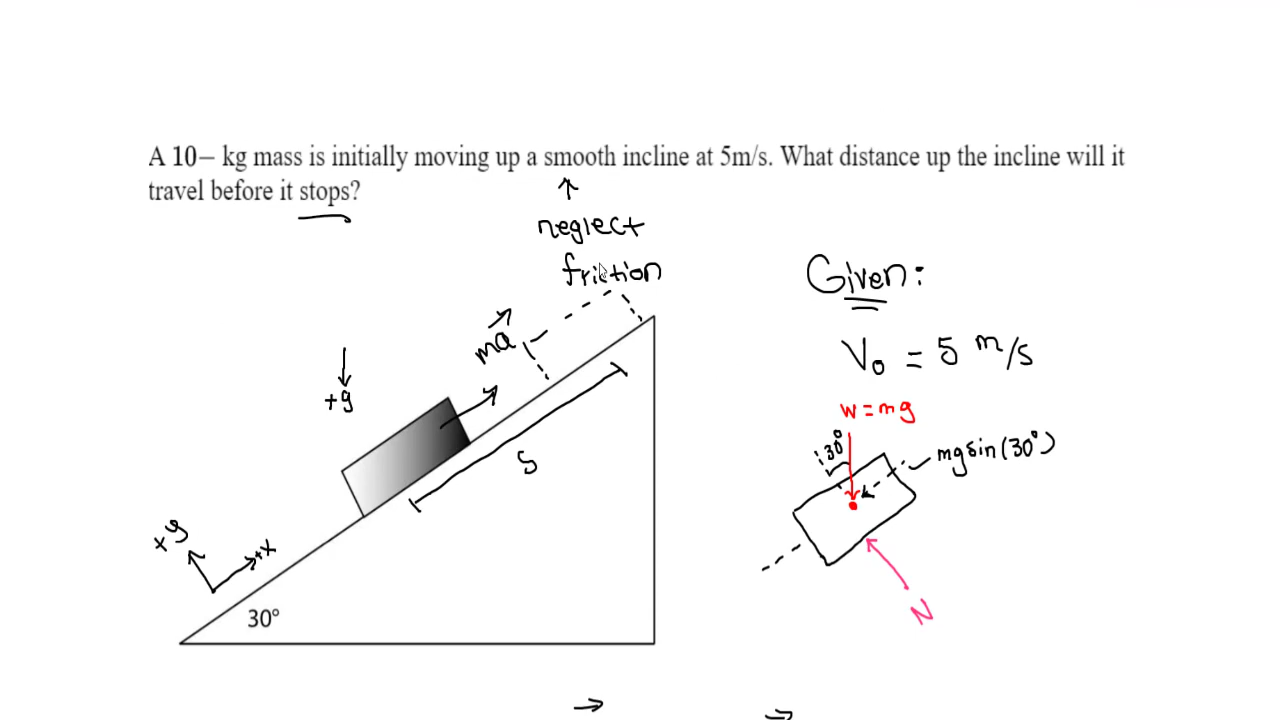 A 10− kg mass is initially moving up a smooth incline at 5m/s. What distance up the incline will it
travel before it stops?
neglect
friction
Given:
V₀ = 5 m/s
ma
+g
W = mg
30°
mg sin(30°)
S
+y
+x
30°
N